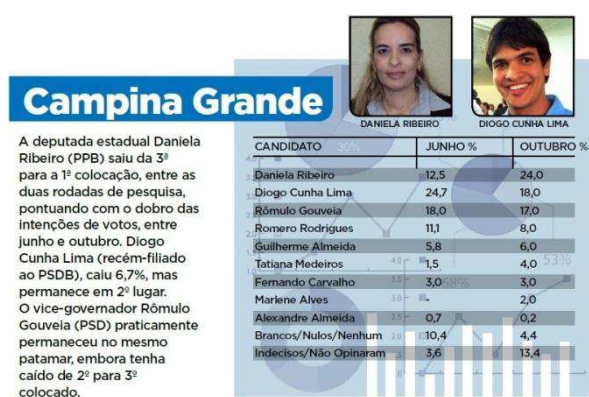 DANIELA RIBEIRO
DIOGO CUNHA LIMA
Campina Grande
A deputada estadual Daniela
Ribeiro (PPB) saiu da 3ª
para a 1ª colocação, entre as
duas rodadas de pesquisa,
pontuando com o dobro das
intenções de votos, entre
junho e outubro. Diogo
Cunha Lima (recém-filiado
ao PSDB), caiu 6,7%, mas
permanece em 2º lugar.
O vice-governador Rômulo
Gouveia (PSD) praticamente
permaneceu no mesmo
patamar, embora tenha
caído de 2º para 3º
colocado.
CANDIDATO JUNHO % OUTUBRO %
Daniela Ribeiro 12,5 24,0
Diogo Cunha Lima 24,7 18,0
Rômulo Gouveia 18,0 17,0
Romero Rodrigues 11,1 8,0
Guilherme Almeida 5,8 6,0
Tatiana Medeiros 1,5 4,0
Fernando Carvalho 3,0 3,0
Marlene Alves - 2,0
Alexandre Almeida 0,7 0,2
Brancos/Nulos/Nenhum 10,4 4,4
Indecisos/Não Opinaram 3,6 13,4
30%
53%
68%